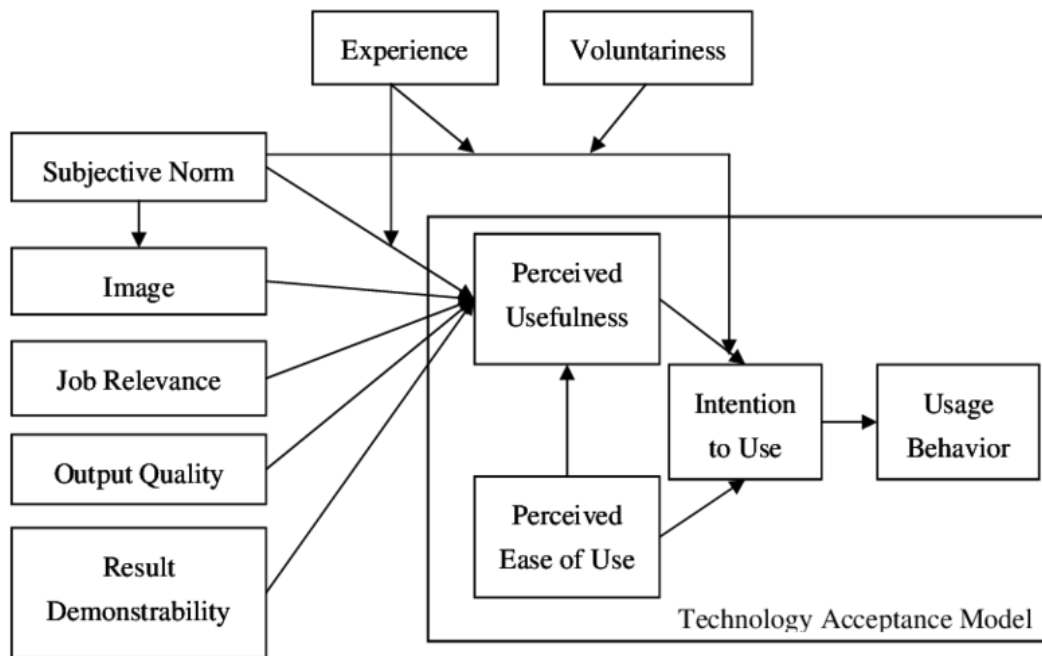 Experience
Voluntariness
Subjective Norm
Image
Job Relevance
Output Quality
Result
Demonstrability
Perceived
Usefulness
Perceived
Ease of Use
Intention
to Use
Usage
Behavior
Technology Acceptance Model